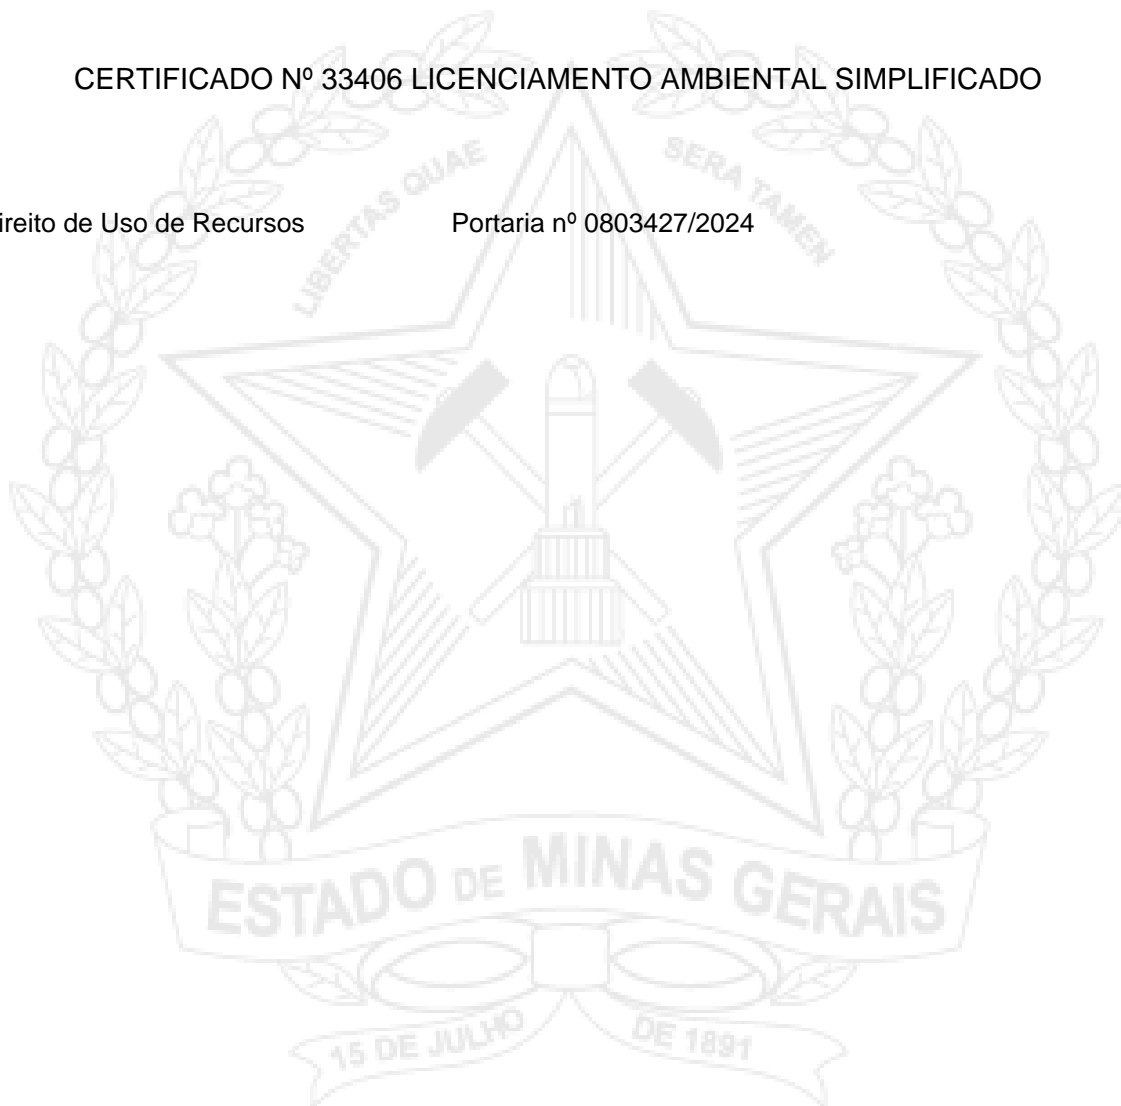 CERTIFICADO Nº 33406 LICENCIAMENTO AMBIENTAL SIMPLIFICADO
LIBERTAS QUAE SERA TAMEN
ireito de Uso de Recursos Portaria nº 0803427/2024
ESTADO DE MINAS GERAIS
15 DE JULHO DE 1891